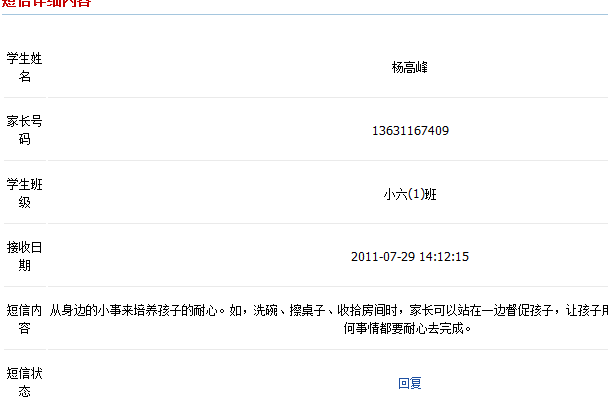 短信详细内容
学生姓
名
杨高峰
家长号
码
13631167409
学生班
级
小六(1)班
接收日
期
2011-07-29 14:12:15
短信内
容
从身边的小事来培养孩子的耐心。如，洗碗、擦桌子、收拾房间时，家长可以站在一边督促孩子，让孩子用
何事情都要耐心去完成。
短信状
态
回复